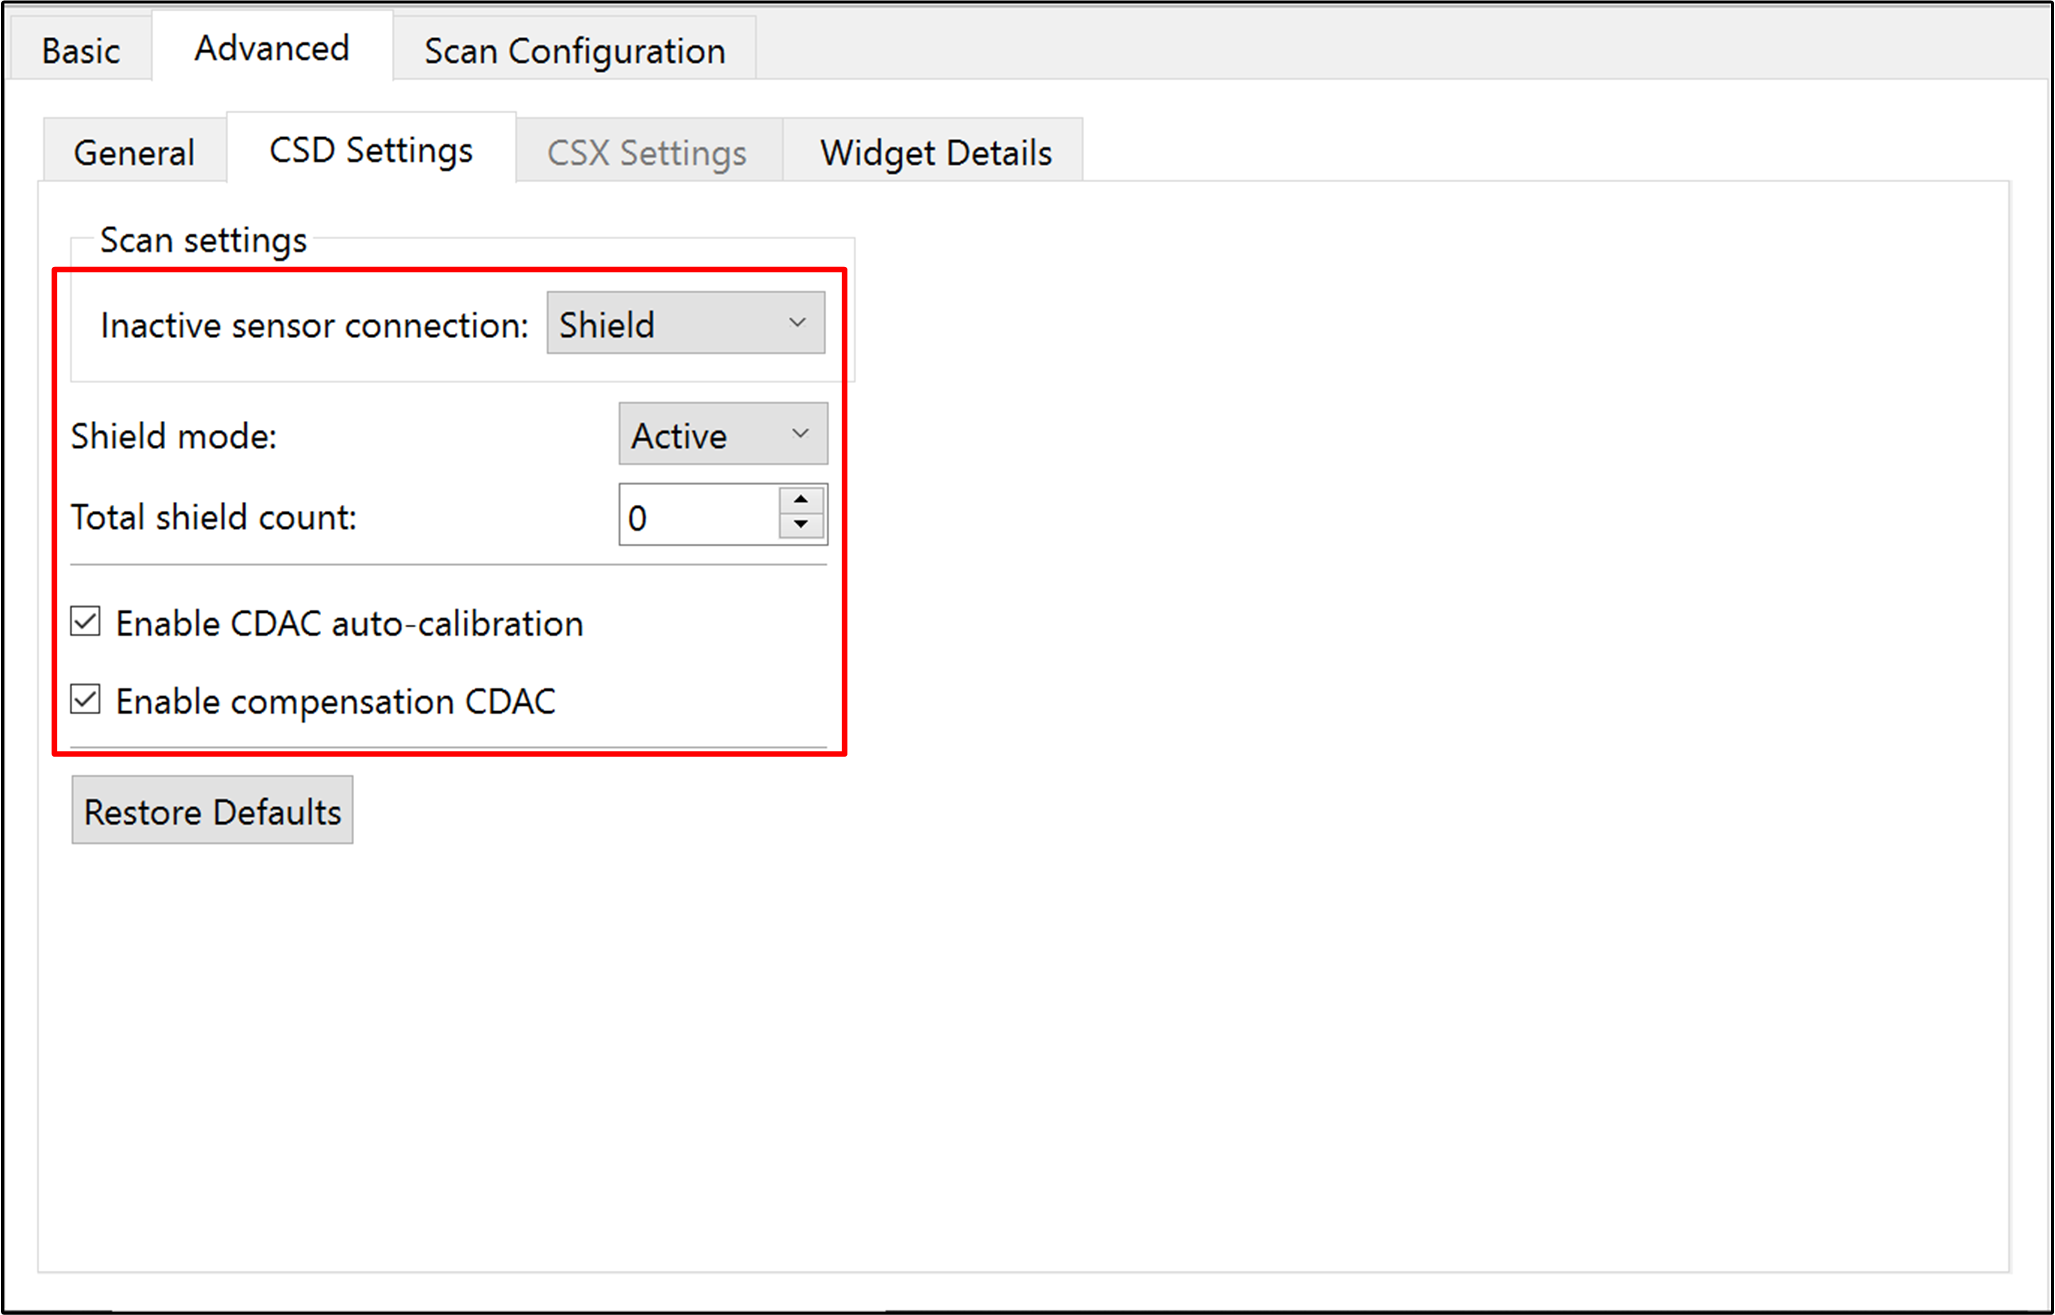 Basic Advanced Scan Configuration
General CSD Settings CSX Settings Widget Details
Scan settings
Inactive sensor connection: Shield
Shield mode: Active
Total shield count: 0
Enable CDAC auto-calibration
Enable compensation CDAC
Restore Defaults